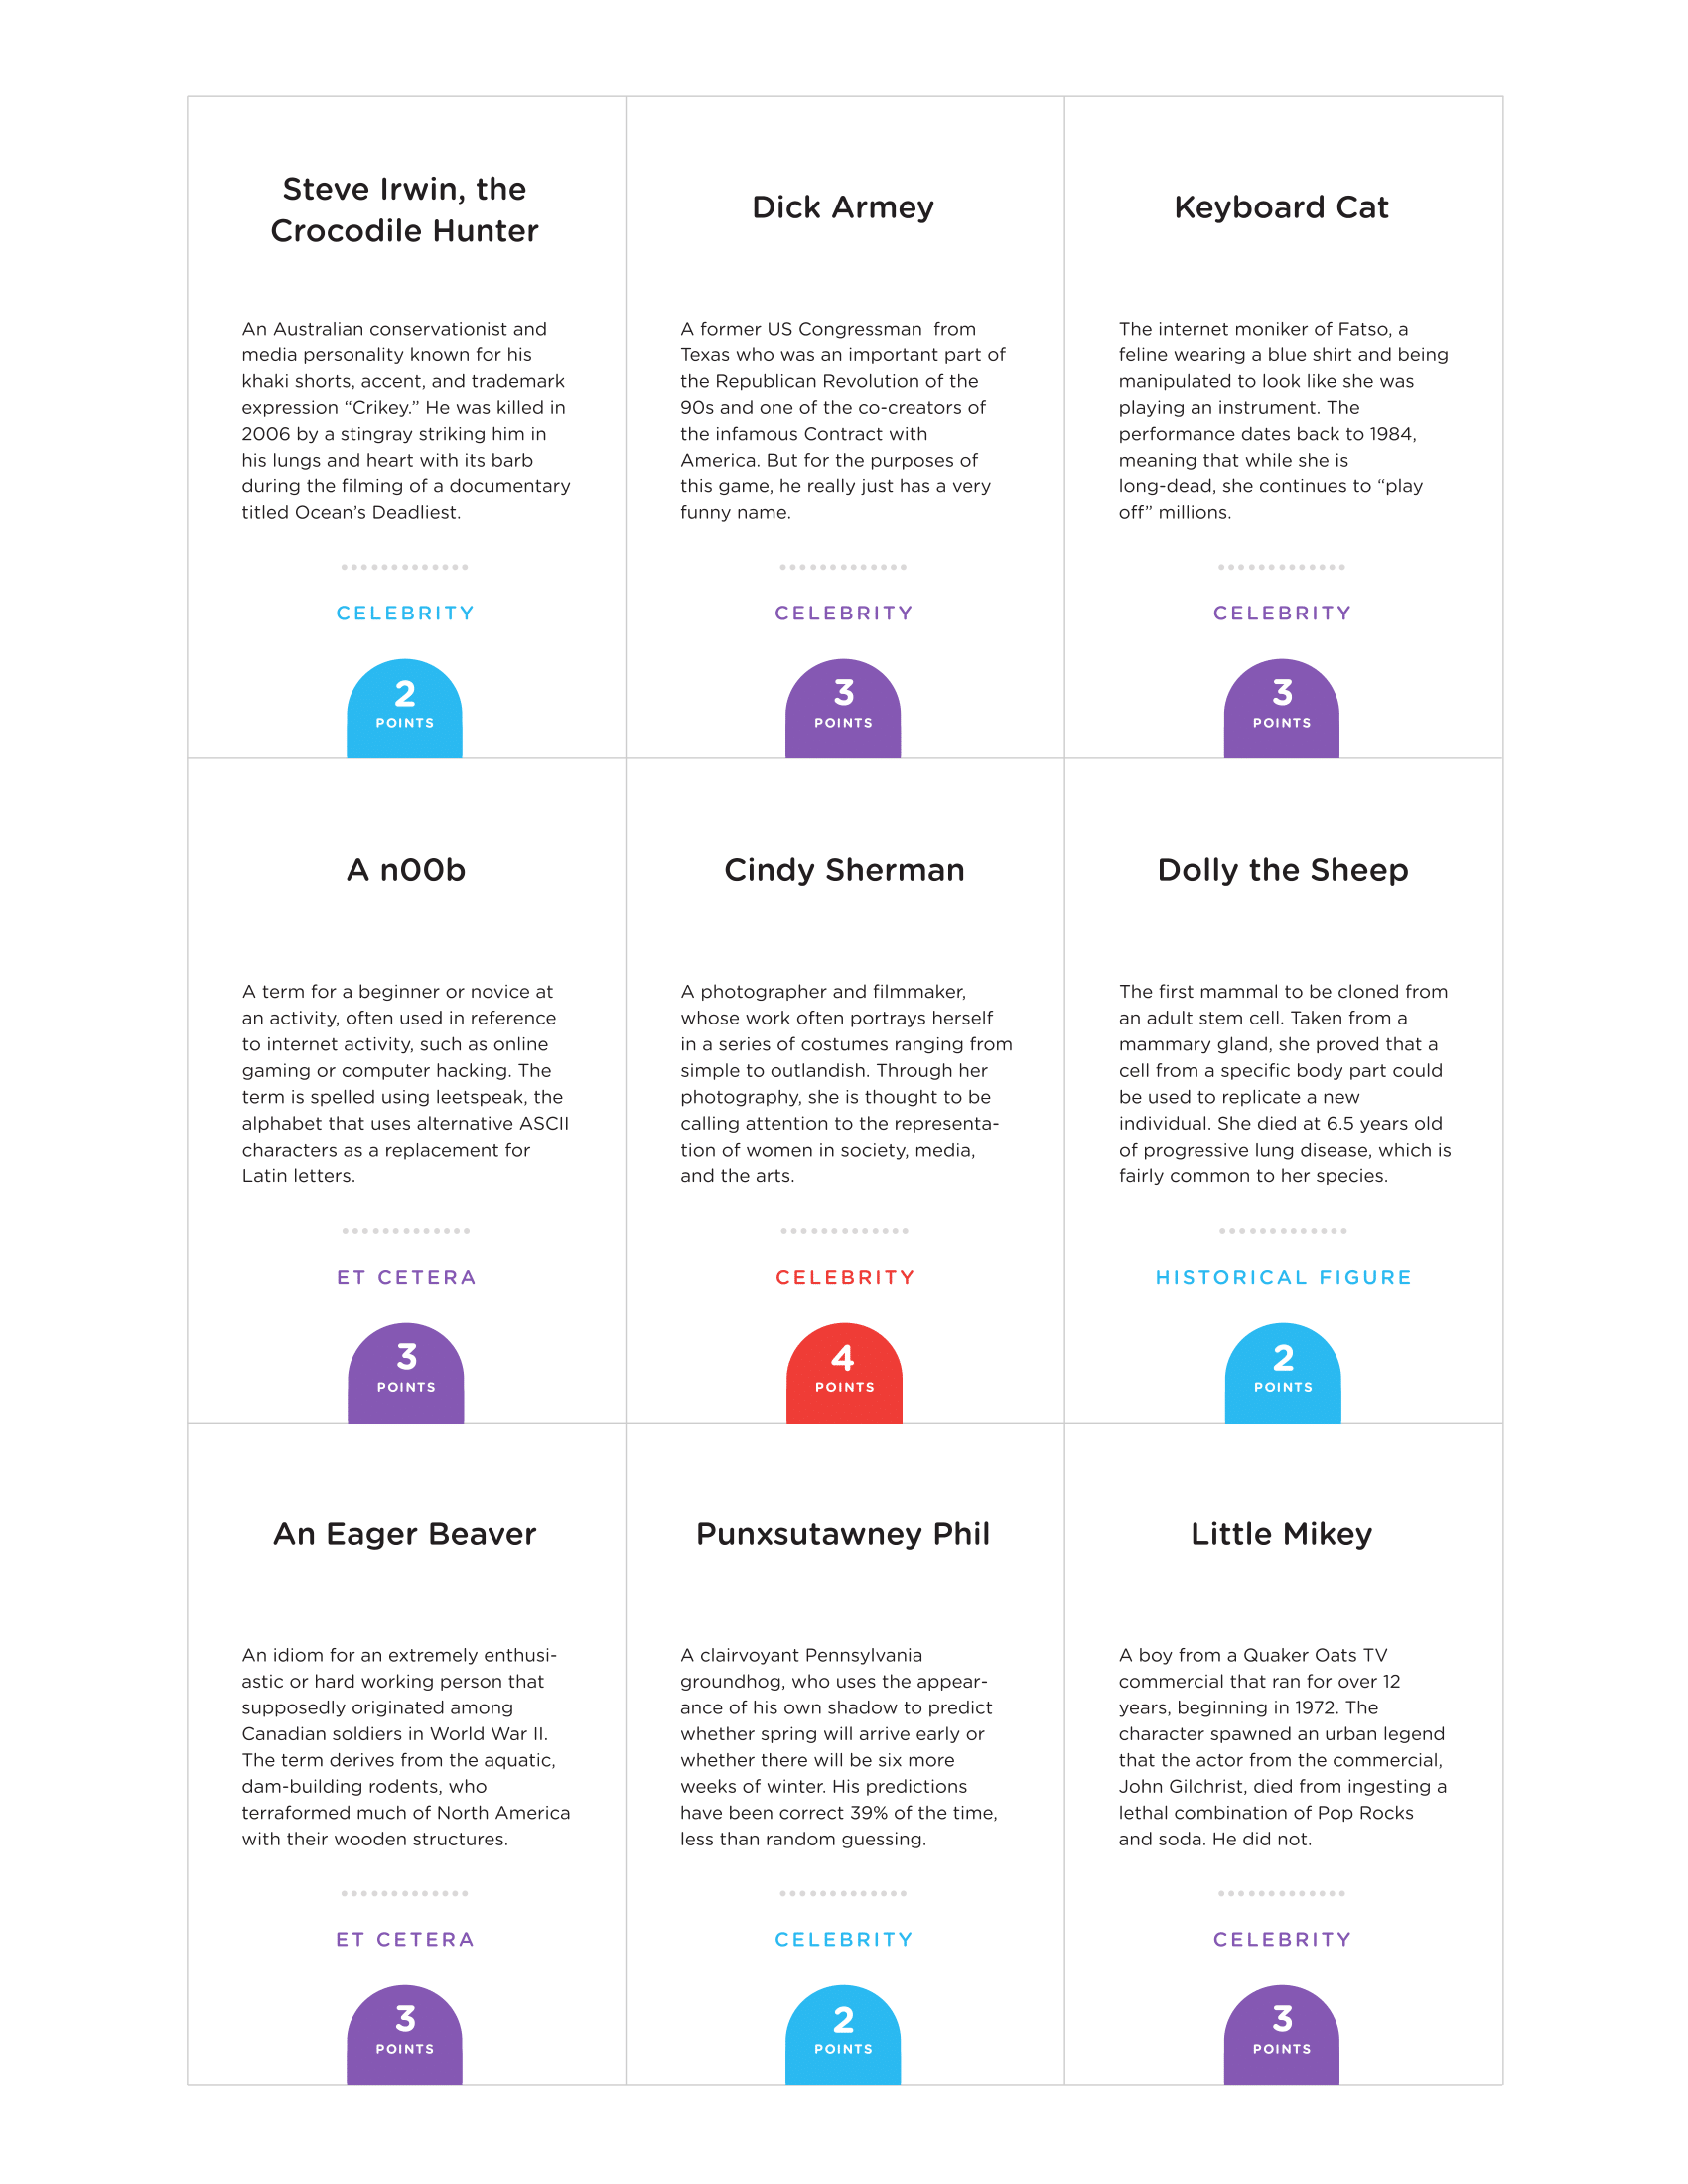 Steve Irwin, the
Crocodile Hunter
An Australian conservationist and
media personality known for his
khaki shorts, accent, and trademark
expression “Crikey.” He was killed in
2006 by a stingray striking him in
his lungs and heart with its barb
during the filming of a documentary
titled Ocean’s Deadliest.
CELEBRITY
2
POINTS
Dick Armey
A former US Congressman  from
Texas who was an important part of
the Republican Revolution of the
90s and one of the co-creators of
the infamous Contract with
America. But for the purposes of
this game, he really just has a very
funny name.
CELEBRITY
3
POINTS
Keyboard Cat
The internet moniker of Fatso, a
feline wearing a blue shirt and being
manipulated to look like she was
playing an instrument. The
performance dates back to 1984,
meaning that while she is
long-dead, she continues to “play
off” millions.
CELEBRITY
3
POINTS
A n00b
A term for a beginner or novice at
an activity, often used in reference
to internet activity, such as online
gaming or computer hacking. The
term is spelled using leetspeak, the
alphabet that uses alternative ASCII
characters as a replacement for
Latin letters.
ET CETERA
3
POINTS
Cindy Sherman
A photographer and filmmaker,
whose work often portrays herself
in a series of costumes ranging from
simple to outlandish. Through her
photography, she is thought to be
calling attention to the representa-
tion of women in society, media,
and the arts.
CELEBRITY
4
POINTS
Dolly the Sheep
The first mammal to be cloned from
an adult stem cell. Taken from a
mammary gland, she proved that a
cell from a specific body part could
be used to replicate a new
individual. She died at 6.5 years old
of progressive lung disease, which is
fairly common to her species.
HISTORICAL FIGURE
2
POINTS
An Eager Beaver
An idiom for an extremely enthusi-
astic or hard working person that
supposedly originated among
Canadian soldiers in World War II.
The term derives from the aquatic,
dam-building rodents, who
terraformed much of North America
with their wooden structures.
ET CETERA
3
POINTS
Punxsutawney Phil
A clairvoyant Pennsylvania
groundhog, who uses the appear-
ance of his own shadow to predict
whether spring will arrive early or
whether there will be six more
weeks of winter. His predictions
have been correct 39% of the time,
less than random guessing.
CELEBRITY
2
POINTS
Little Mikey
A boy from a Quaker Oats TV
commercial that ran for over 12
years, beginning in 1972. The
character spawned an urban legend
that the actor from the commercial,
John Gilchrist, died from ingesting a
lethal combination of Pop Rocks
and soda. He did not.
CELEBRITY
3
POINTS